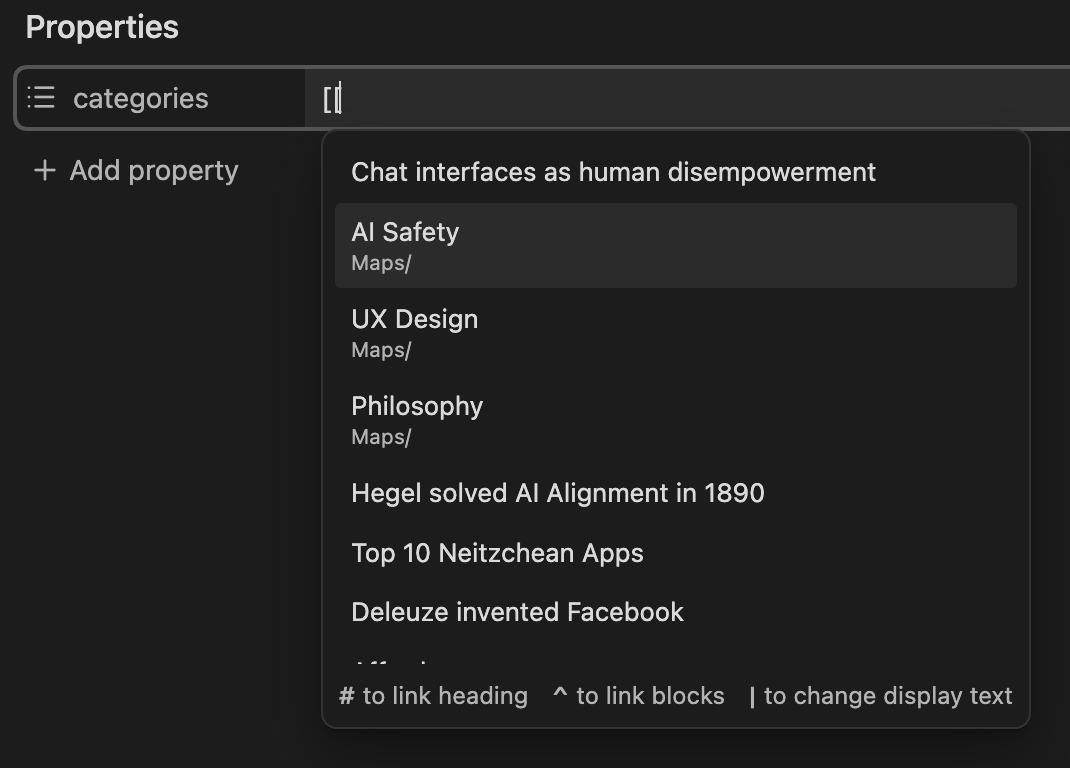 Properties
categories
[[
+ Add property
Chat interfaces as human disempowerment
AI Safety
Maps/
UX Design
Maps/
Philosophy
Maps/
Hegel solved AI Alignment in 1890
Top 10 Neitzchean Apps
Deleuze invented Facebook
# to link heading ^ to link blocks | to change display text